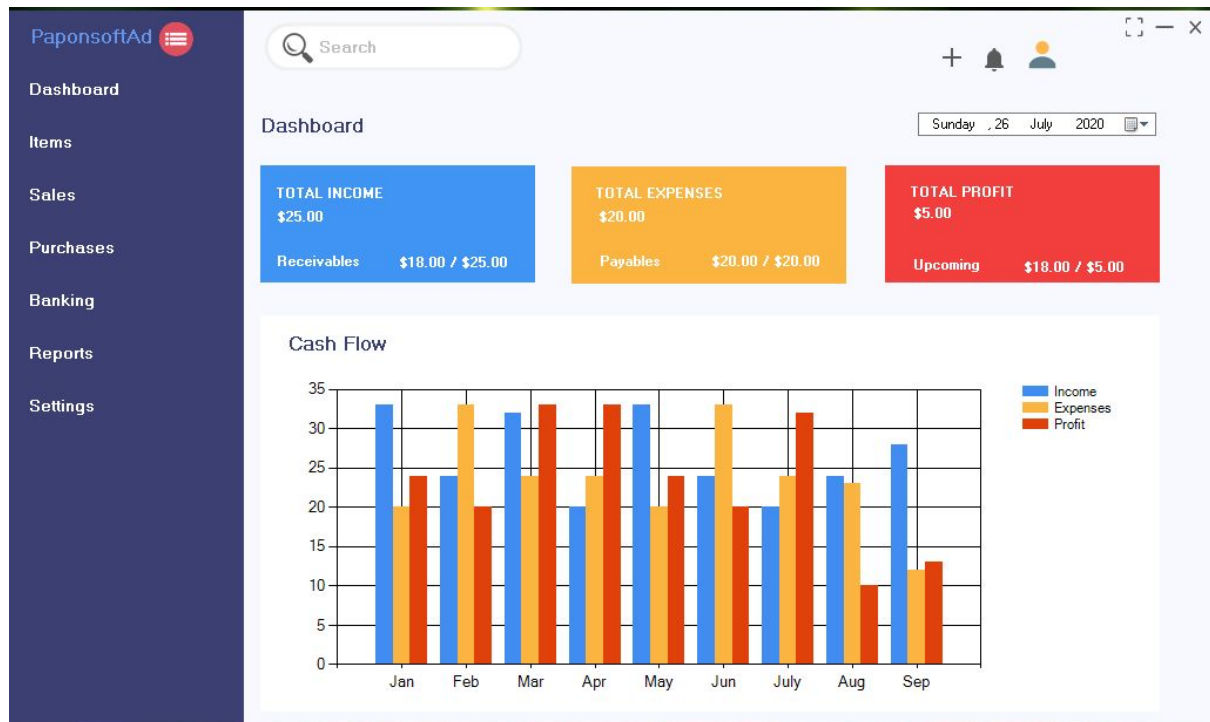 PaponsoftAd
Search
Dashboard
Items
Sales
Purchases
Banking
Reports
Settings
Dashboard
Sunday , 26 July 2020
TOTAL INCOME
$25.00
Receivables $18.00 / $25.00
TOTAL EXPENSES
$20.00
Payables $20.00 / $20.00
TOTAL PROFIT
$5.00
Upcoming $18.00 / $5.00
Cash Flow
35
30
25
20
15
10
5
0
Jan Feb Mar Apr May Jun July Aug Sep
Income
Expenses
Profit